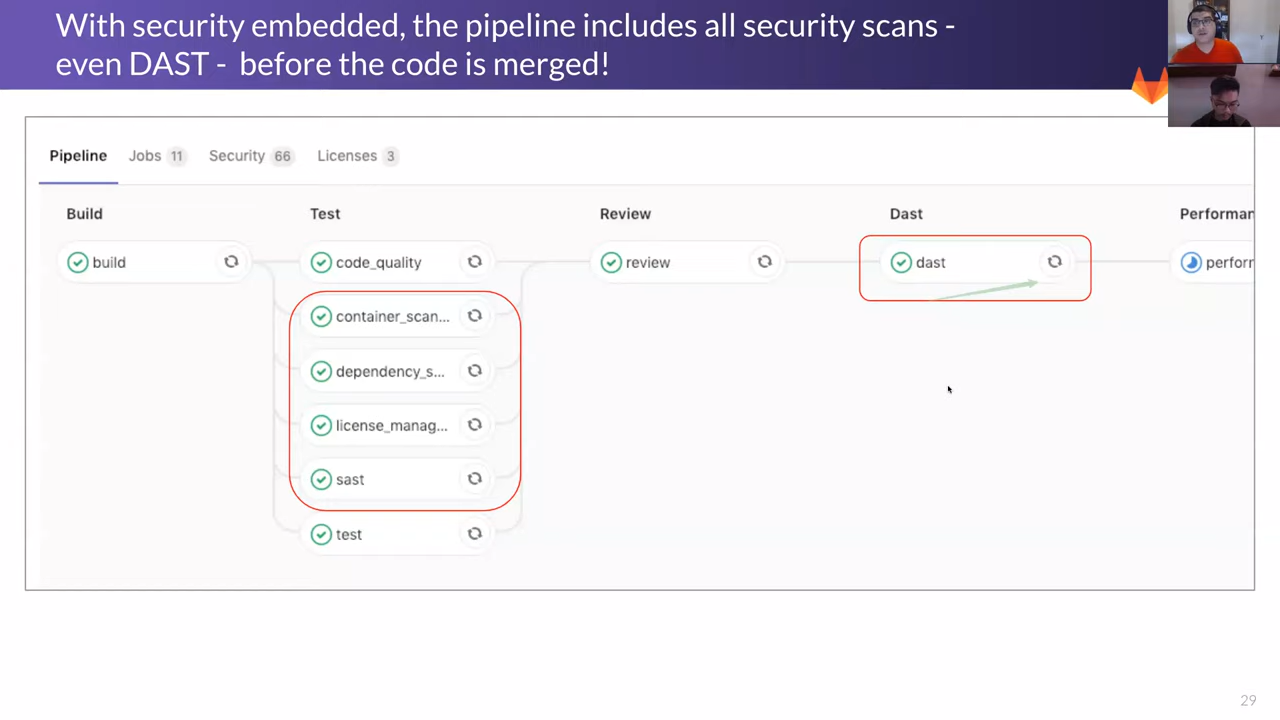 With security embedded, the pipeline includes all security scans -
even DAST - before the code is merged!
Pipeline Jobs 11 Security 66 Licenses 3
Build Test Review Dast Performan
build code_quality review dast perforr
container_scan...
dependency_s...
license_manag...
sast
test
29